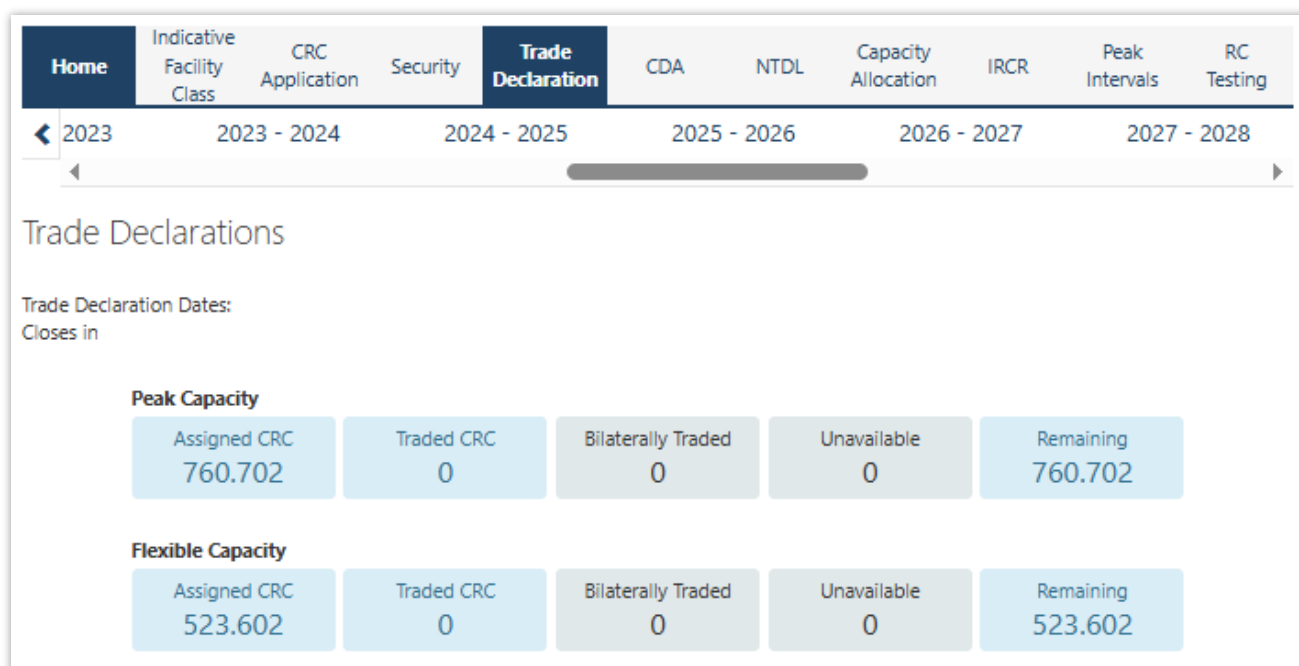 Home
Indicative
Facility
Class
CRC
Application
Security
Trade
Declaration
CDA
NTDL
Capacity
Allocation
IRCR
Peak
Intervals
RC
Testing
2023
2023 - 2024
2024 - 2025
2025 - 2026
2026 - 2027
2027 - 2028
Trade Declarations
Trade Declaration Dates:
Closes in
Peak Capacity
Assigned CRC
760.702
Traded CRC
0
Bilaterally Traded
0
Unavailable
0
Remaining
760.702
Flexible Capacity
Assigned CRC
523.602
Traded CRC
0
Bilaterally Traded
0
Unavailable
0
Remaining
523.602